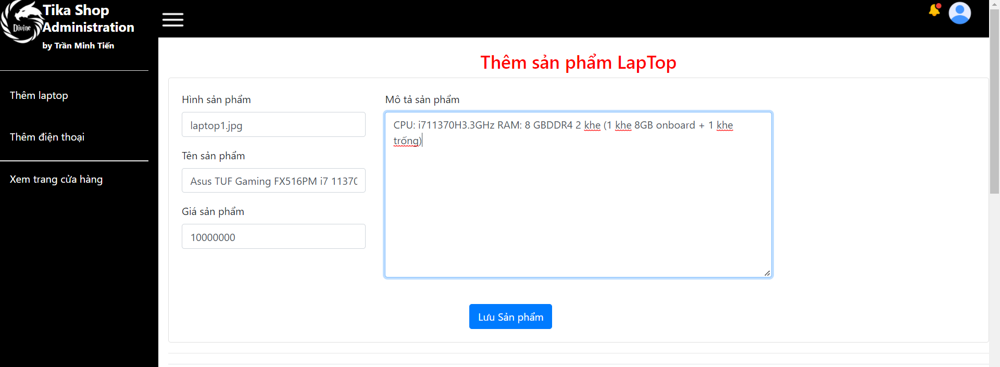 Divine
Tika Shop
Administration
by Trần Minh Tiến
Thêm laptop
Thêm điện thoại
Xem trang cửa hàng
Thêm sản phẩm LapTop
Hình sản phẩm
laptop1.jpg
Tên sản phẩm
Asus TUF Gaming FX516PM i7 11370
Giá sản phẩm
10000000
Mô tả sản phẩm
CPU: i711370H3.3GHz RAM: 8 GBDDR4 2 khe (1 khe 8GB onboard + 1 khe
trống)
Lưu Sản phẩm